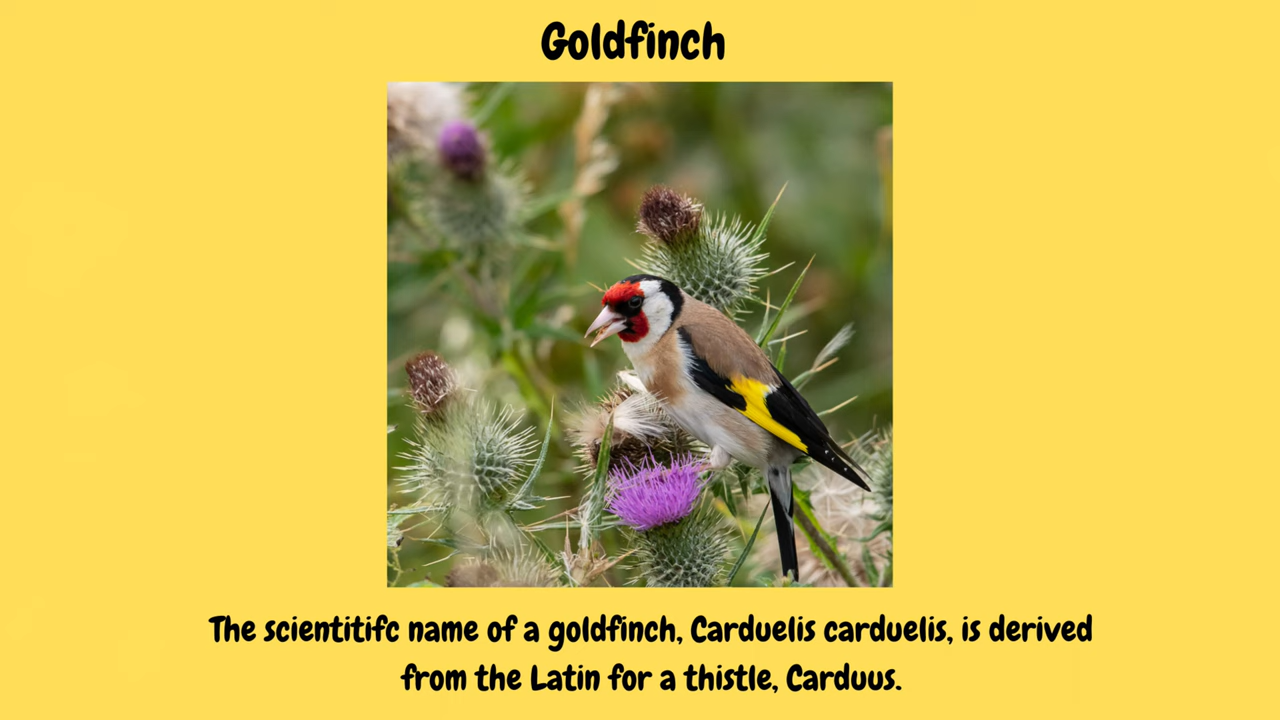 Goldfinch
The scientitifc name of a goldfinch, Carduelis carduelis, is derived
from the Latin for a thistle, Carduus.